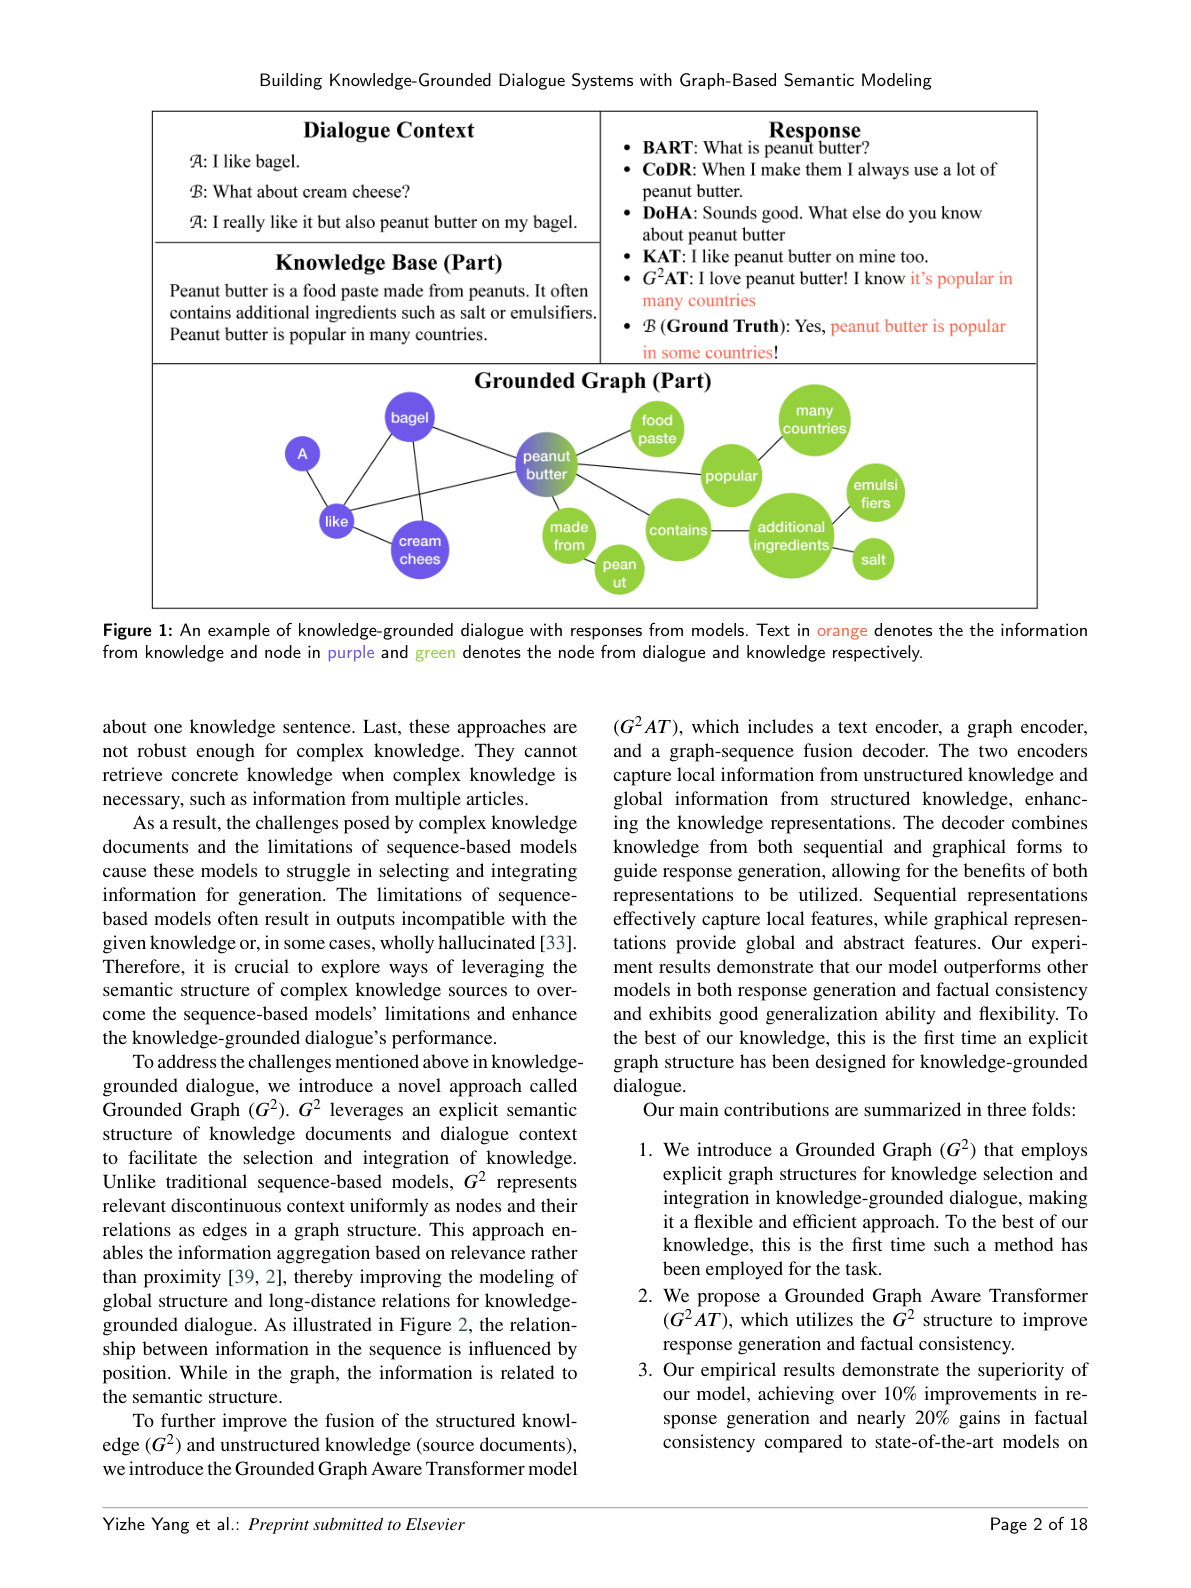 Building Knowledge-Grounded Dialogue Systems with Graph-Based Semantic Modeling
Dialogue Context
𝒜: I like bagel.
ℬ: What about cream cheese?
𝒜: I really like it but also peanut butter on my bagel.
Knowledge Base (Part)
Peanut butter is a food paste made from peanuts. It often
contains additional ingredients such as salt or emulsifiers.
Peanut butter is popular in many countries.
Response
• BART: What is peanut butter?
• CoDR: When I make them I always use a lot of
peanut butter.
• DoHA: Sounds good. What else do you know
about peanut butter
• KAT: I like peanut butter on mine too.
• G²AT: I love peanut butter! I know it's popular in
many countries
• ℬ (Ground Truth): Yes, peanut butter is popular
in some countries!
Grounded Graph (Part)
A
bagel
like
cream
chees
peanut
butter
food
paste
made
from
pean
ut
popular
many
countries
contains
additional
ingredients
emulsi
fiers
salt
Figure 1: An example of knowledge-grounded dialogue with responses from models. Text in orange denotes the the information
from knowledge and node in purple and green denotes the node from dialogue and knowledge respectively.
about one knowledge sentence. Last, these approaches are
not robust enough for complex knowledge. They cannot
retrieve concrete knowledge when complex knowledge is
necessary, such as information from multiple articles.
As a result, the challenges posed by complex knowledge
documents and the limitations of sequence-based models
cause these models to struggle in selecting and integrating
information for generation. The limitations of sequence-
based models often result in outputs incompatible with the
given knowledge or, in some cases, wholly hallucinated [33].
Therefore, it is crucial to explore ways of leveraging the
semantic structure of complex knowledge sources to over-
come the sequence-based models' limitations and enhance
the knowledge-grounded dialogue's performance.
To address the challenges mentioned above in knowledge-
grounded dialogue, we introduce a novel approach called
Grounded Graph (G²). G² leverages an explicit semantic
structure of knowledge documents and dialogue context
to facilitate the selection and integration of knowledge.
Unlike traditional sequence-based models, G² represents
relevant discontinuous context uniformly as nodes and their
relations as edges in a graph structure. This approach en-
ables the information aggregation based on relevance rather
than proximity [39, 2], thereby improving the modeling of
global structure and long-distance relations for knowledge-
grounded dialogue. As illustrated in Figure 2, the relation-
ship between information in the sequence is influenced by
position. While in the graph, the information is related to
the semantic structure.
To further improve the fusion of the structured knowl-
edge (G²) and unstructured knowledge (source documents),
we introduce the Grounded Graph Aware Transformer model
(G²AT), which includes a text encoder, a graph encoder,
and a graph-sequence fusion decoder. The two encoders
capture local information from unstructured knowledge and
global information from structured knowledge, enhanc-
ing the knowledge representations. The decoder combines
knowledge from both sequential and graphical forms to
guide response generation, allowing for the benefits of both
representations to be utilized. Sequential representations
effectively capture local features, while graphical represen-
tations provide global and abstract features. Our experi-
ment results demonstrate that our model outperforms other
models in both response generation and factual consistency
and exhibits good generalization ability and flexibility. To
the best of our knowledge, this is the first time an explicit
graph structure has been designed for knowledge-grounded
dialogue.
Our main contributions are summarized in three folds:
1. We introduce a Grounded Graph (G²) that employs
explicit graph structures for knowledge selection and
integration in knowledge-grounded dialogue, making
it a flexible and efficient approach. To the best of our
knowledge, this is the first time such a method has
been employed for the task.
2. We propose a Grounded Graph Aware Transformer
(G²AT), which utilizes the G² structure to improve
response generation and factual consistency.
3. Our empirical results demonstrate the superiority of
our model, achieving over 10% improvements in re-
sponse generation and nearly 20% gains in factual
consistency compared to state-of-the-art models on
Yizhe Yang et al.: Preprint submitted to Elsevier
Page 2 of 18